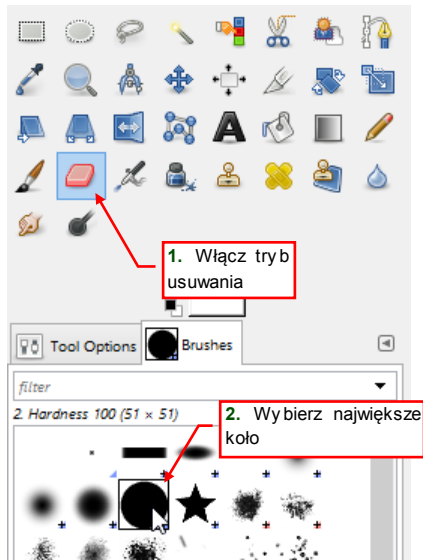 1. Włącz tryb
usuwania
Tool Options
Brushes
filter
2. Hardness 100 (51 × 51)
2. Wybierz największe
koło